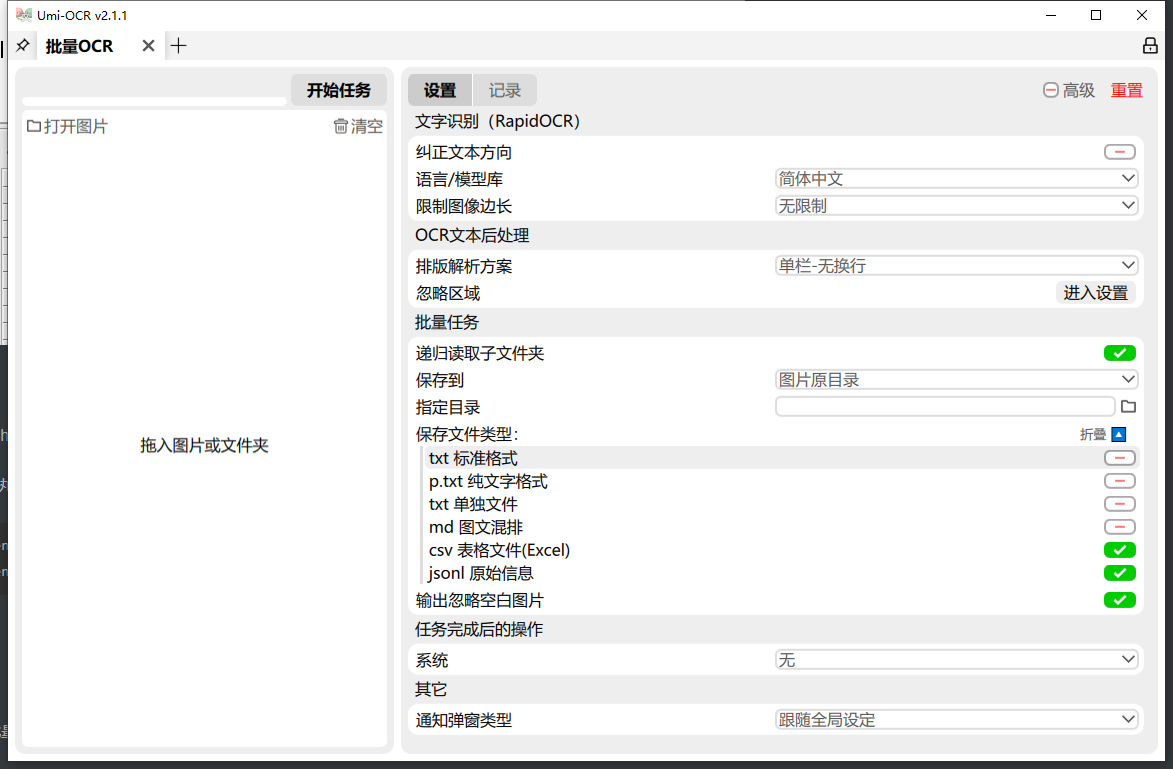 Umi-OCR v2.1.1
批量OCR
开始任务
打开图片
清空
拖入图片或文件夹
设置
记录
高级
重置
文字识别（RapidOCR）
纠正文本方向
语言/模型库
简体中文
限制图像边长
无限制
OCR文本后处理
排版解析方案
单栏-无换行
忽略区域
进入设置
批量任务
递归读取子文件夹
保存到
图片原目录
指定目录
保存文件类型：
折叠
txt 标准格式
p.txt 纯文字格式
txt 单独文件
md 图文混排
csv 表格文件(Excel)
jsonl 原始信息
输出忽略空白图片
任务完成后的操作
系统
无
其它
通知弹窗类型
跟随全局设定